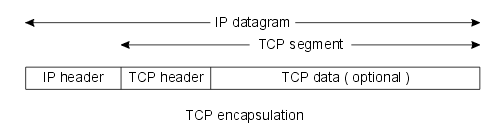 IP datagram
TCP segment
IP header TCP header TCP data ( optional )
TCP encapsulation